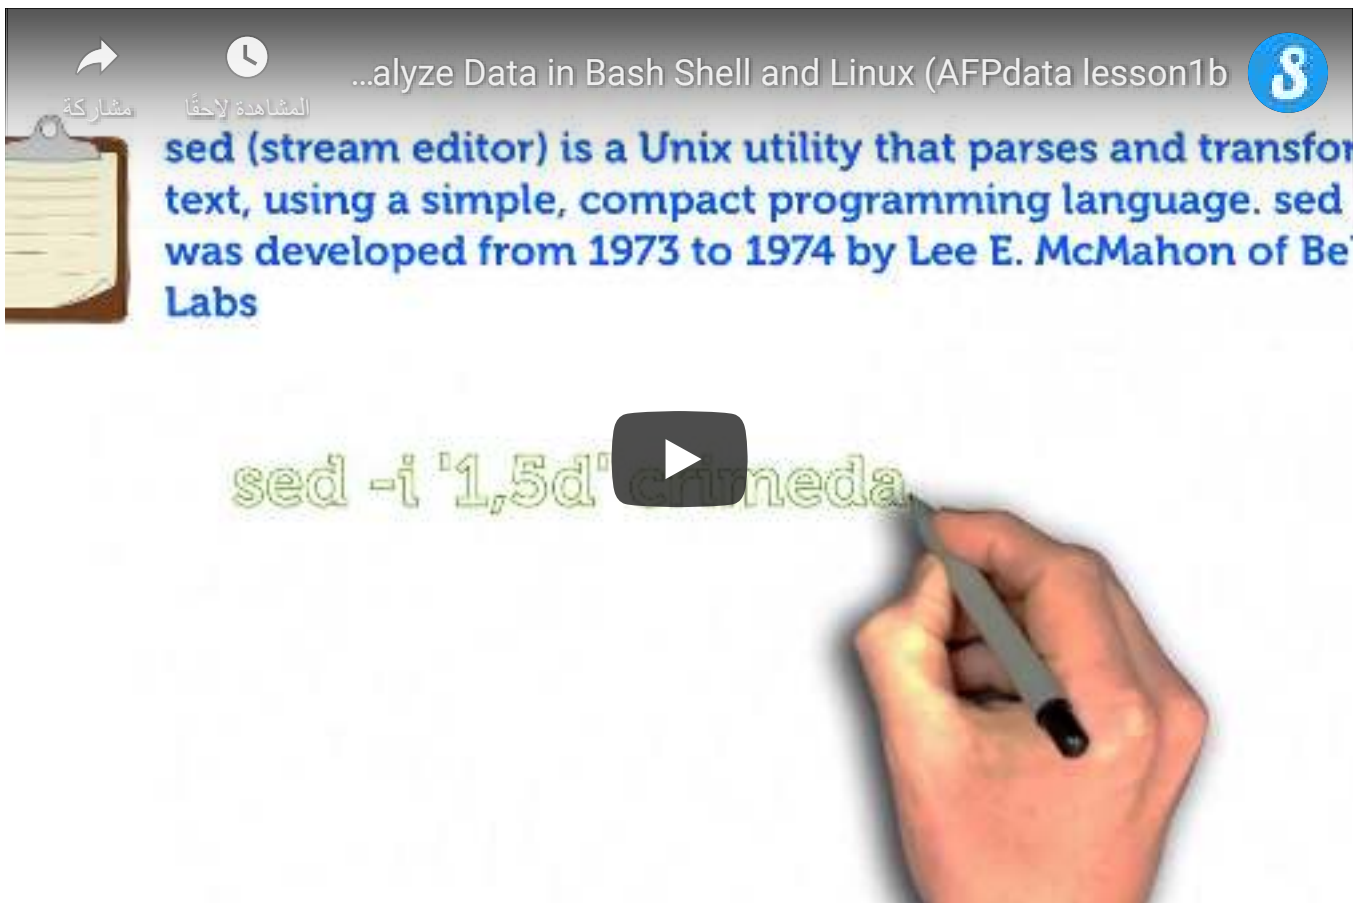 ...alyze Data in Bash Shell and Linux (AFPdata lesson1b
المشاهدة لاحقًا
مشاركة
sed (stream editor) is a Unix utility that parses and transfor
text, using a simple, compact programming language. sed
was developed from 1973 to 1974 by Lee E. McMahon of Be
Labs
sed -i '1,5d' crimeda